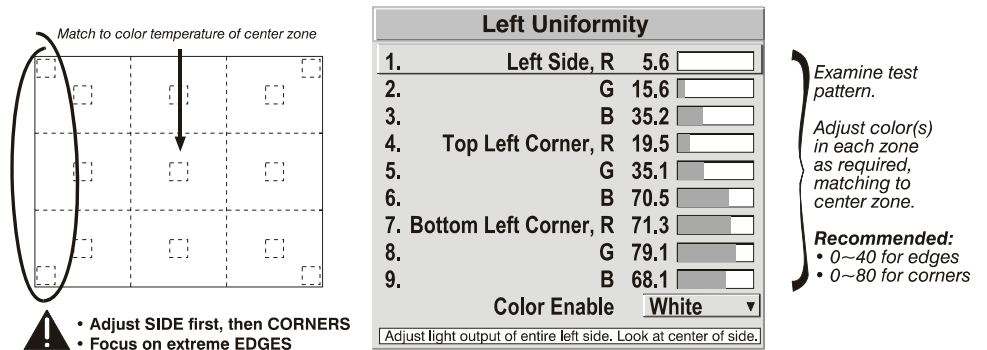 Match to color temperature of center zone
• Adjust SIDE first, then CORNERS
• Focus on extreme EDGES
Left Uniformity
1. Left Side, R 5.6
2. G 15.6
3. B 35.2
4. Top Left Corner, R 19.5
5. G 35.1
6. B 70.5
7. Bottom Left Corner, R 71.3
8. G 79.1
9. B 68.1
Color Enable White
Adjust light output of entire left side. Look at center of side.
Examine test
pattern.
Adjust color(s)
in each zone
as required,
matching to
center zone.
Recommended:
• 0~40 for edges
• 0~80 for corners